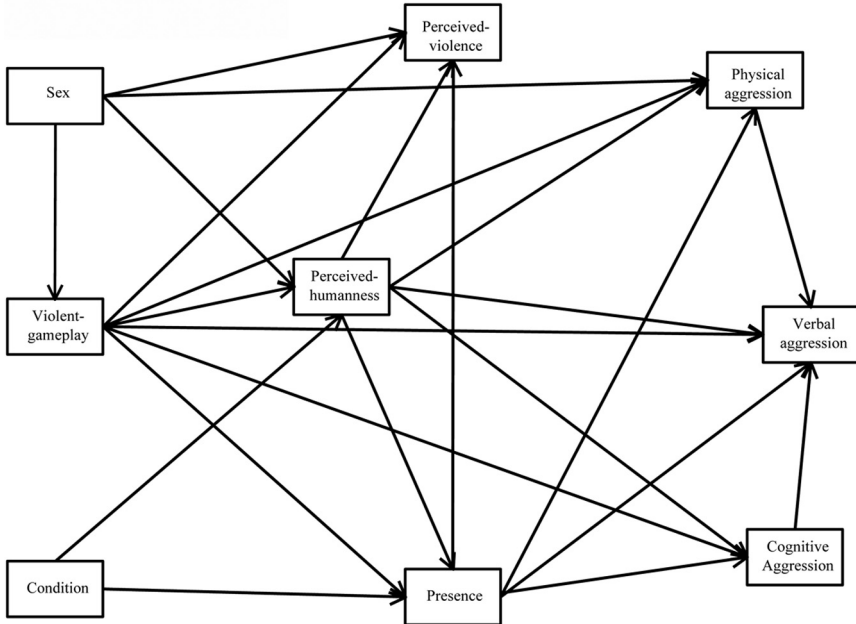 Perceived-
violence
Physical
aggression
Sex
Perceived-
humanness
Violent-
gameplay
Verbal
aggression
Condition
Presence
Cognitive
Aggression